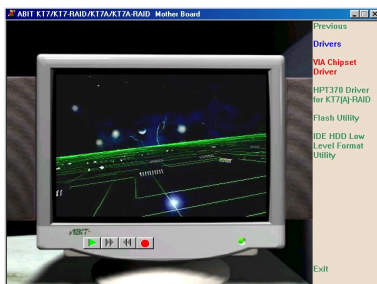 ABIT KT7/KT7-RAID/KT7A/KT7A-RAID Mother Board
Previous
Drivers
VIA Chipset
Driver
HPT370 Driver
for KT7(A)-RAID
Flash Utility
IDE HDD Low
Level Format
Utility
ABIT
Exit